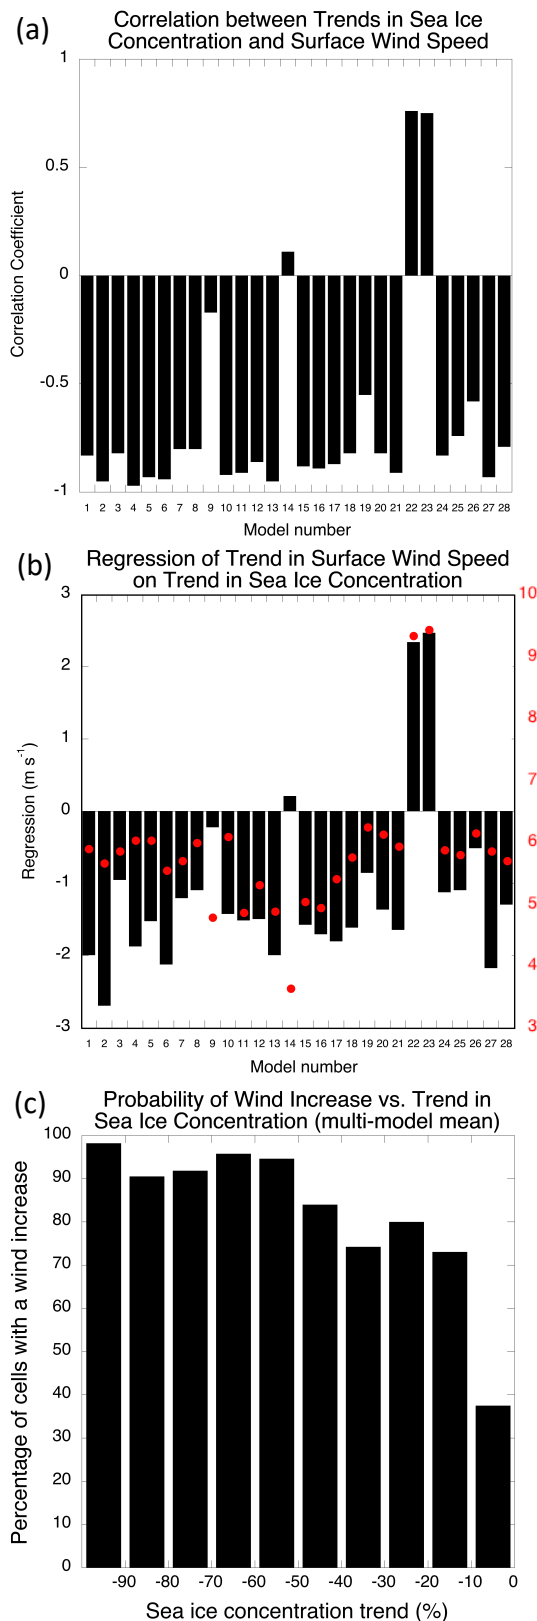 (a)
Correlation between Trends in Sea Ice
Concentration and Surface Wind Speed
1
0.5
0
-0.5
-1
Correlation Coefficient
1 2 3 4 5 6 7 8 9 10 11 12 13 14 15 16 17 18 19 20 21 22 23 24 25 26 27 28
Model number
(b)
Regression of Trend in Surface Wind Speed
on Trend in Sea Ice Concentration
3
2
1
0
-1
-2
-3
Regression (m s⁻¹)
10
9
8
7
6
5
4
3
1 2 3 4 5 6 7 8 9 10 11 12 13 14 15 16 17 18 19 20 21 22 23 24 25 26 27 28
Model number
(c)
Probability of Wind Increase vs. Trend in
Sea Ice Concentration (multi-model mean)
100
90
80
70
60
50
40
30
20
10
0
Percentage of cells with a wind increase
-90 -80 -70 -60 -50 -40 -30 -20 -10 0
Sea ice concentration trend (%)